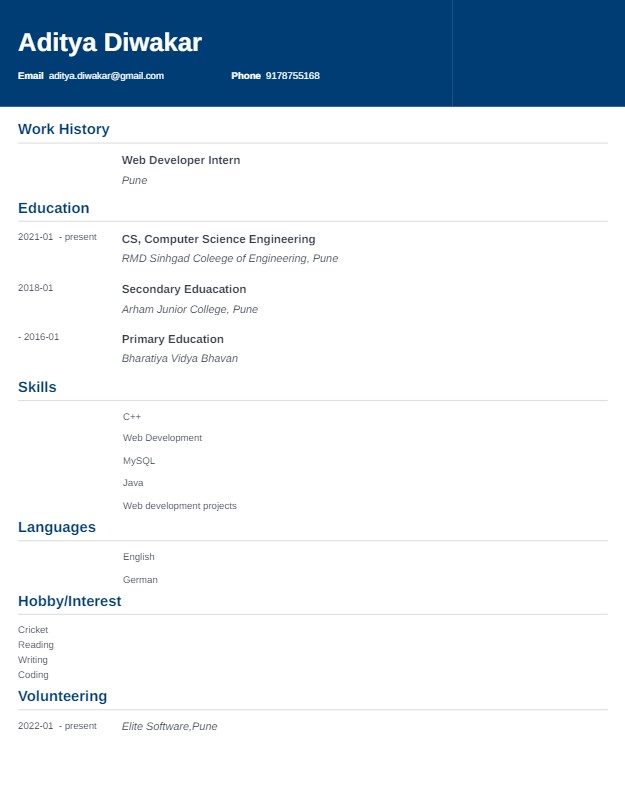 Aditya Diwakar
Email aditya.diwakar@gmail.com Phone 9178755168
Work History
Web Developer Intern
Pune
Education
2021-01 - present CS, Computer Science Engineering
RMD Sinhgad Coleege of Engineering, Pune
2018-01 Secondary Eduacation
Arham Junior College, Pune
- 2016-01 Primary Education
Bharatiya Vidya Bhavan
Skills
C++
Web Development
MySQL
Java
Web development projects
Languages
English
German
Hobby/Interest
Cricket
Reading
Writing
Coding
Volunteering
2022-01 - present Elite Software,Pune